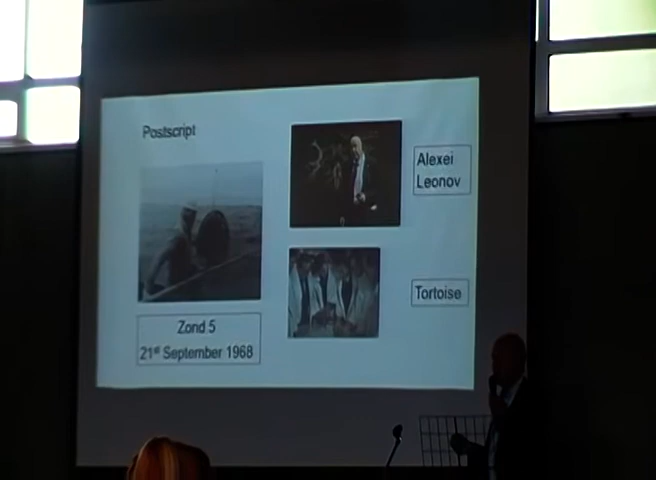 Postscript
Alexei
Leonov
Tortoise
Zond 5
21st September 1968